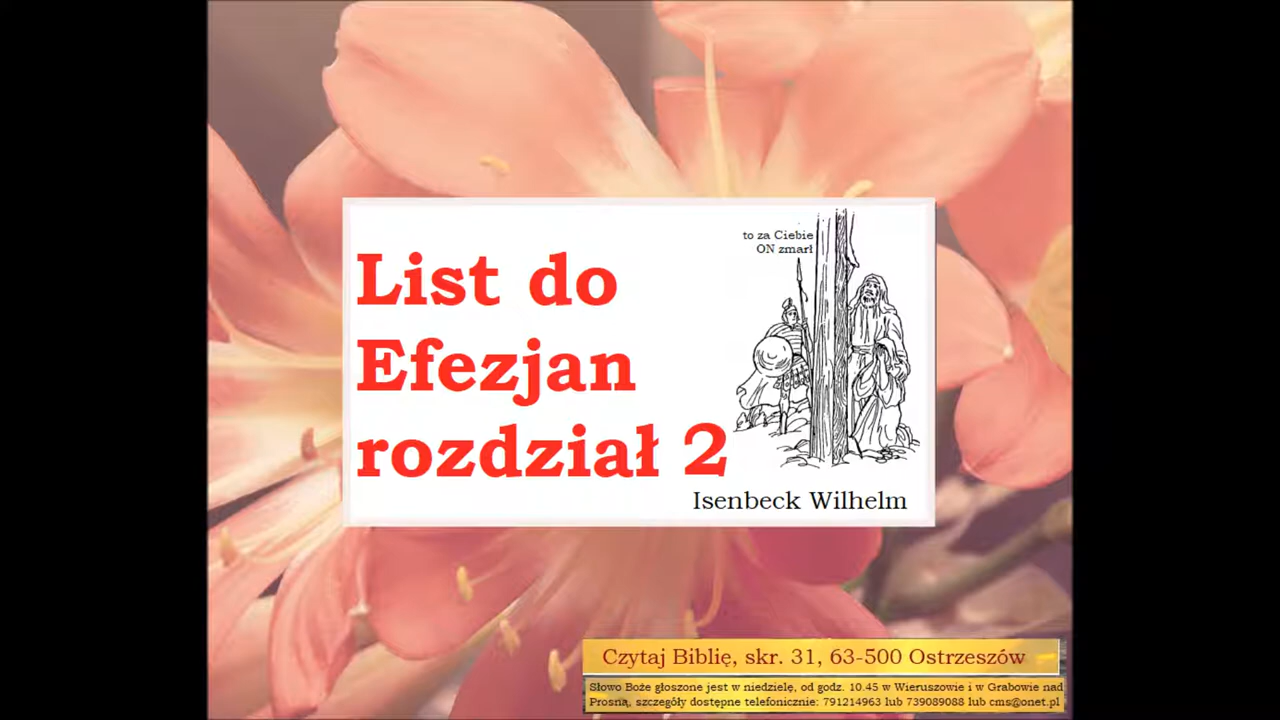 to za Ciebie
ON zmarł
List do
Efezjan
rozdział 2
Isenbeck Wilhelm
Czytaj Biblię, skr. 31, 63-500 Ostrzeszów
Słowo Boże głoszone jest w niedzielę, od godz. 10.45 w Wieruszowie i w Grabowie nad
Prosną, szczegóły dostępne telefonicznie: 791214963 lub 739089088 lub cms@onet.pl